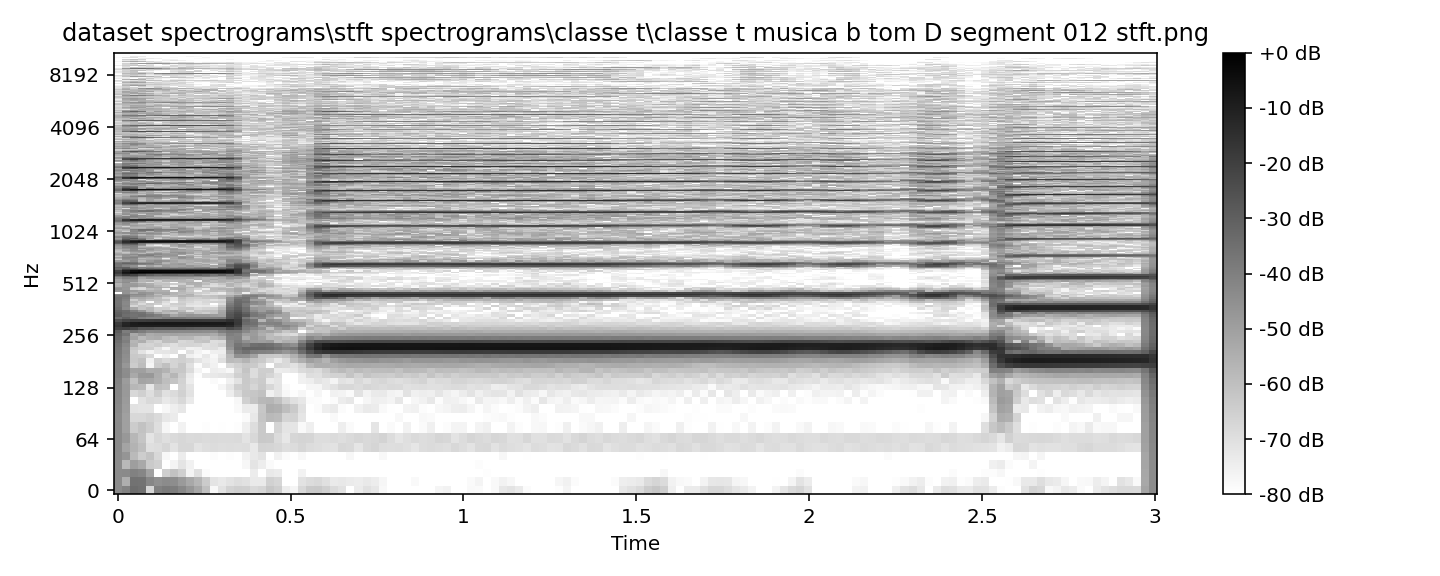 dataset spectrograms\stft spectrograms\classe t\classe t musica b tom D segment 012 stft.png
Hz
8192
4096
2048
1024
512
256
128
64
0
0
0.5
1
1.5
2
2.5
3
Time
+0 dB
-10 dB
-20 dB
-30 dB
-40 dB
-50 dB
-60 dB
-70 dB
-80 dB